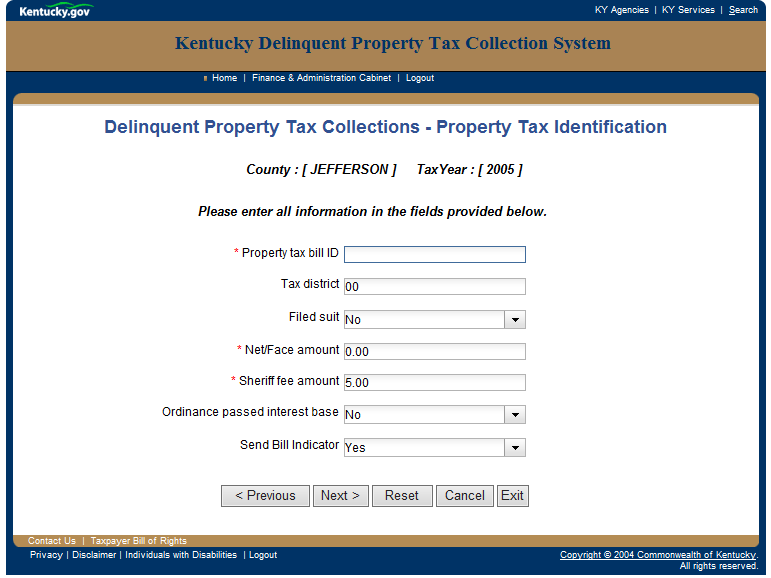 Kentucky.gov KY Agencies | KY Services | Search
Kentucky Delinquent Property Tax Collection System
Home | Finance & Administration Cabinet | Logout
Delinquent Property Tax Collections - Property Tax Identification
County : [ JEFFERSON ] TaxYear : [ 2005 ]
Please enter all information in the fields provided below.
* Property tax bill ID
Tax district 00
Filed suit No
* Net/Face amount 0.00
* Sheriff fee amount 5.00
Ordinance passed interest base No
Send Bill Indicator Yes
< Previous Next > Reset Cancel Exit
Contact Us | Taxpayer Bill of Rights
Privacy | Disclaimer | Individuals with Disabilities | Logout Copyright © 2004 Commonwealth of Kentucky.
All rights reserved.